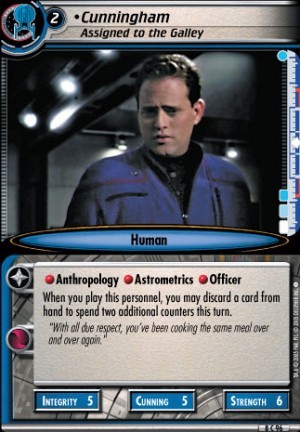 2
•Cunningham
Assigned to the Galley
Human
Anthropology Astrometrics Officer
When you play this personnel, you may discard a card from
hand to spend two additional counters this turn.
"With all due respect, you've been cooking the same meal over
and over again."
Integrity 5 Cunning 5 Strength 6
8 C 96